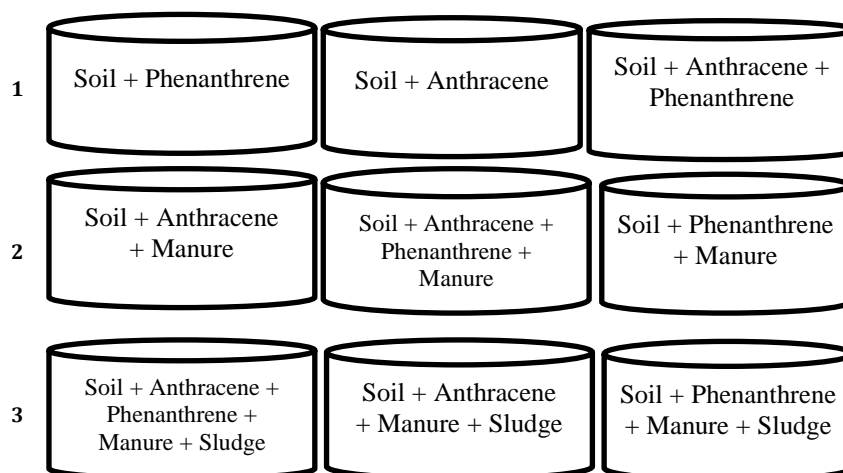 1
Soil + Phenanthrene
Soil + Anthracene
Soil + Anthracene +
Phenanthrene
2
Soil + Anthracene
+ Manure
Soil + Anthracene +
Phenanthrene +
Manure
Soil + Phenanthrene
+ Manure
3
Soil + Anthracene +
Phenanthrene +
Manure + Sludge
Soil + Anthracene
+ Manure + Sludge
Soil + Phenanthrene
+ Manure + Sludge